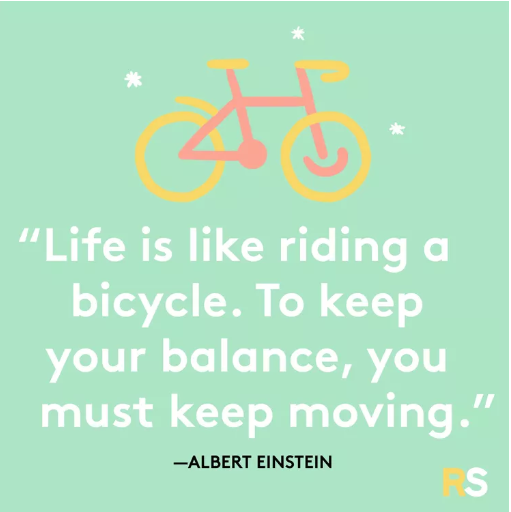 “Life is like riding a
bicycle. To keep
your balance, you
must keep moving.”
—ALBERT EINSTEIN
RS